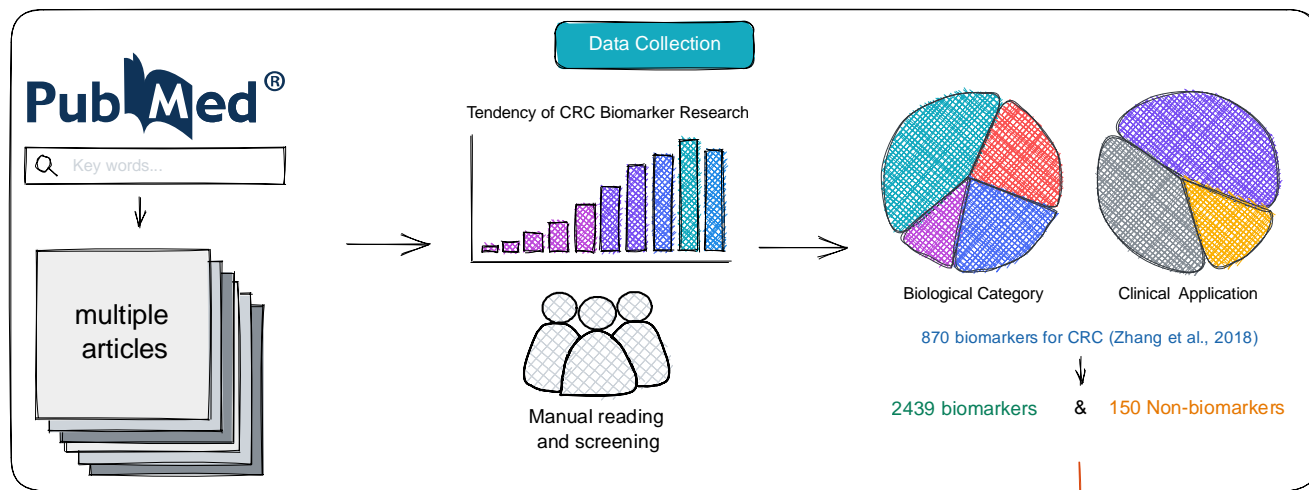 Data Collection
PubMed®
Key words...
multiple
articles
Tendency of CRC Biomarker Research
Manual reading
and screening
Biological Category
Clinical Application
870 biomarkers for CRC (Zhang et al., 2018)
2439 biomarkers & 150 Non-biomarkers